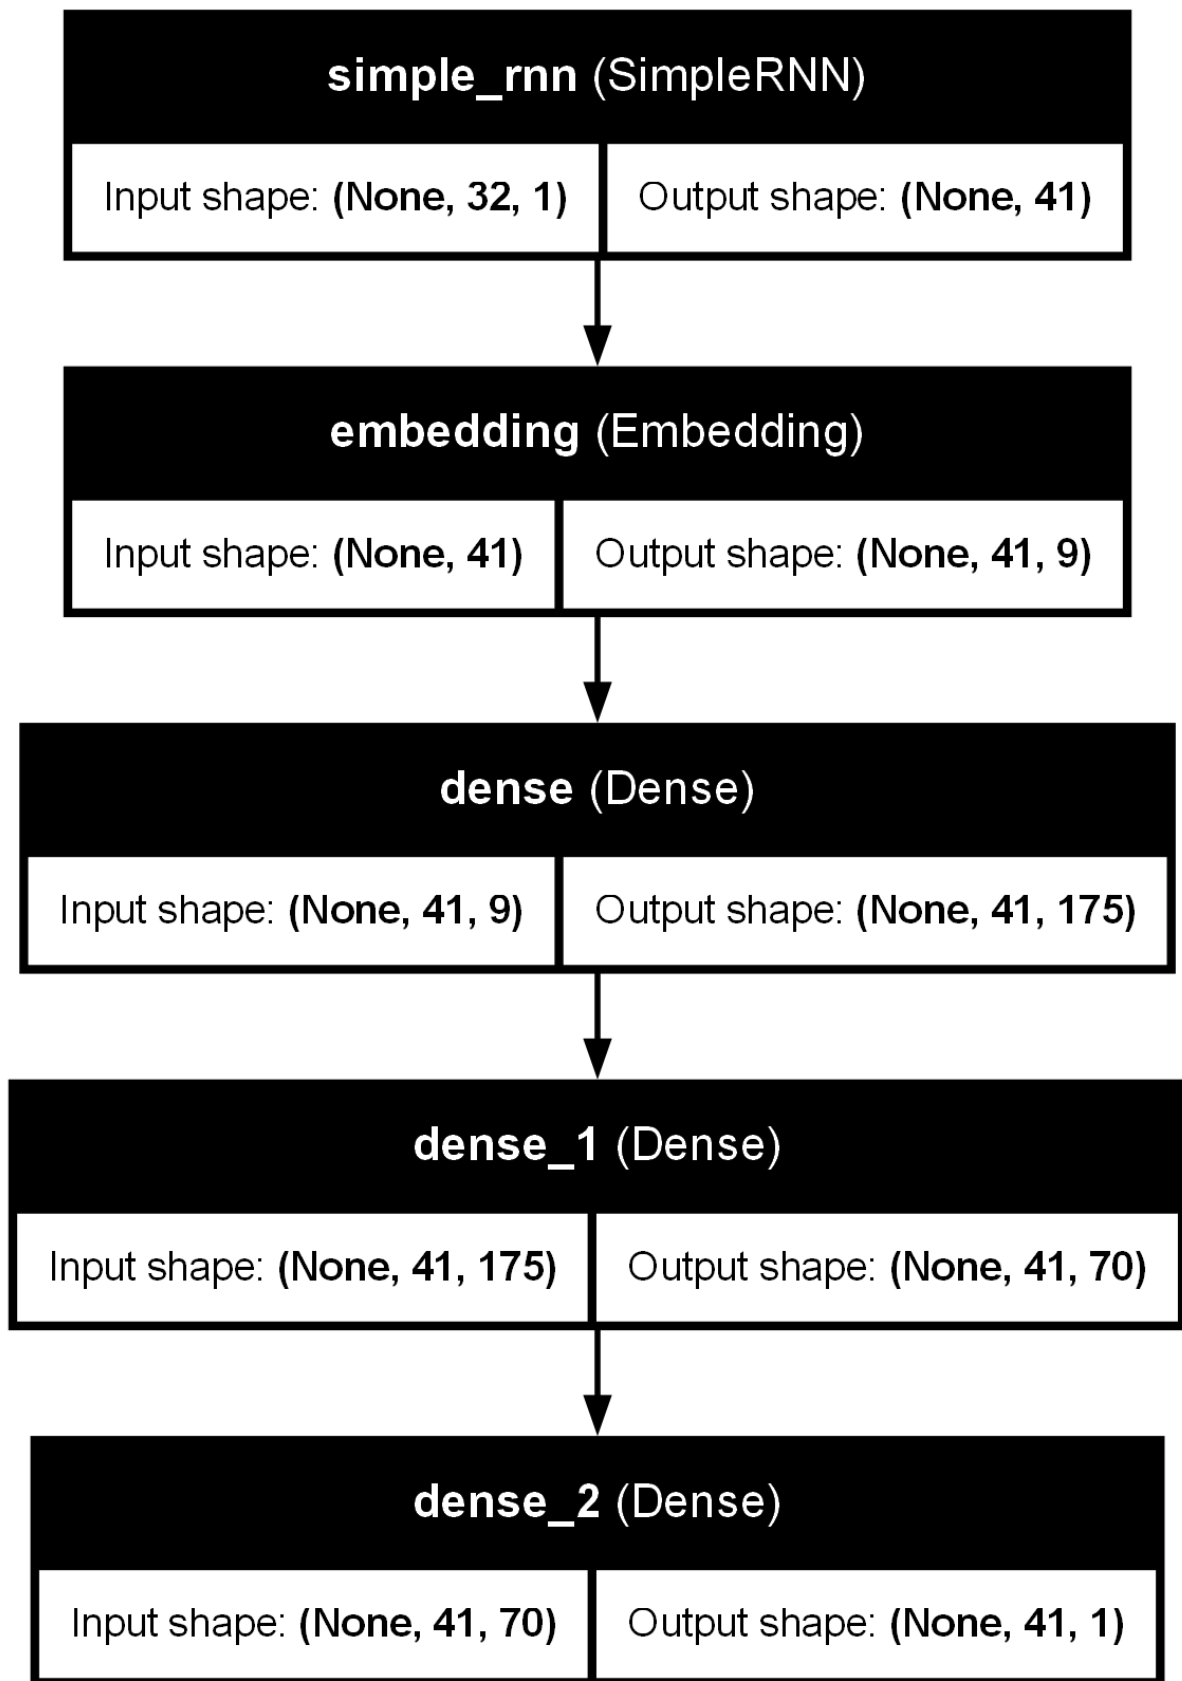 simple_rnn (SimpleRNN)
Input shape: (None, 32, 1) Output shape: (None, 41)
embedding (Embedding)
Input shape: (None, 41) Output shape: (None, 41, 9)
dense (Dense)
Input shape: (None, 41, 9) Output shape: (None, 41, 175)
dense_1 (Dense)
Input shape: (None, 41, 175) Output shape: (None, 41, 70)
dense_2 (Dense)
Input shape: (None, 41, 70) Output shape: (None, 41, 1)